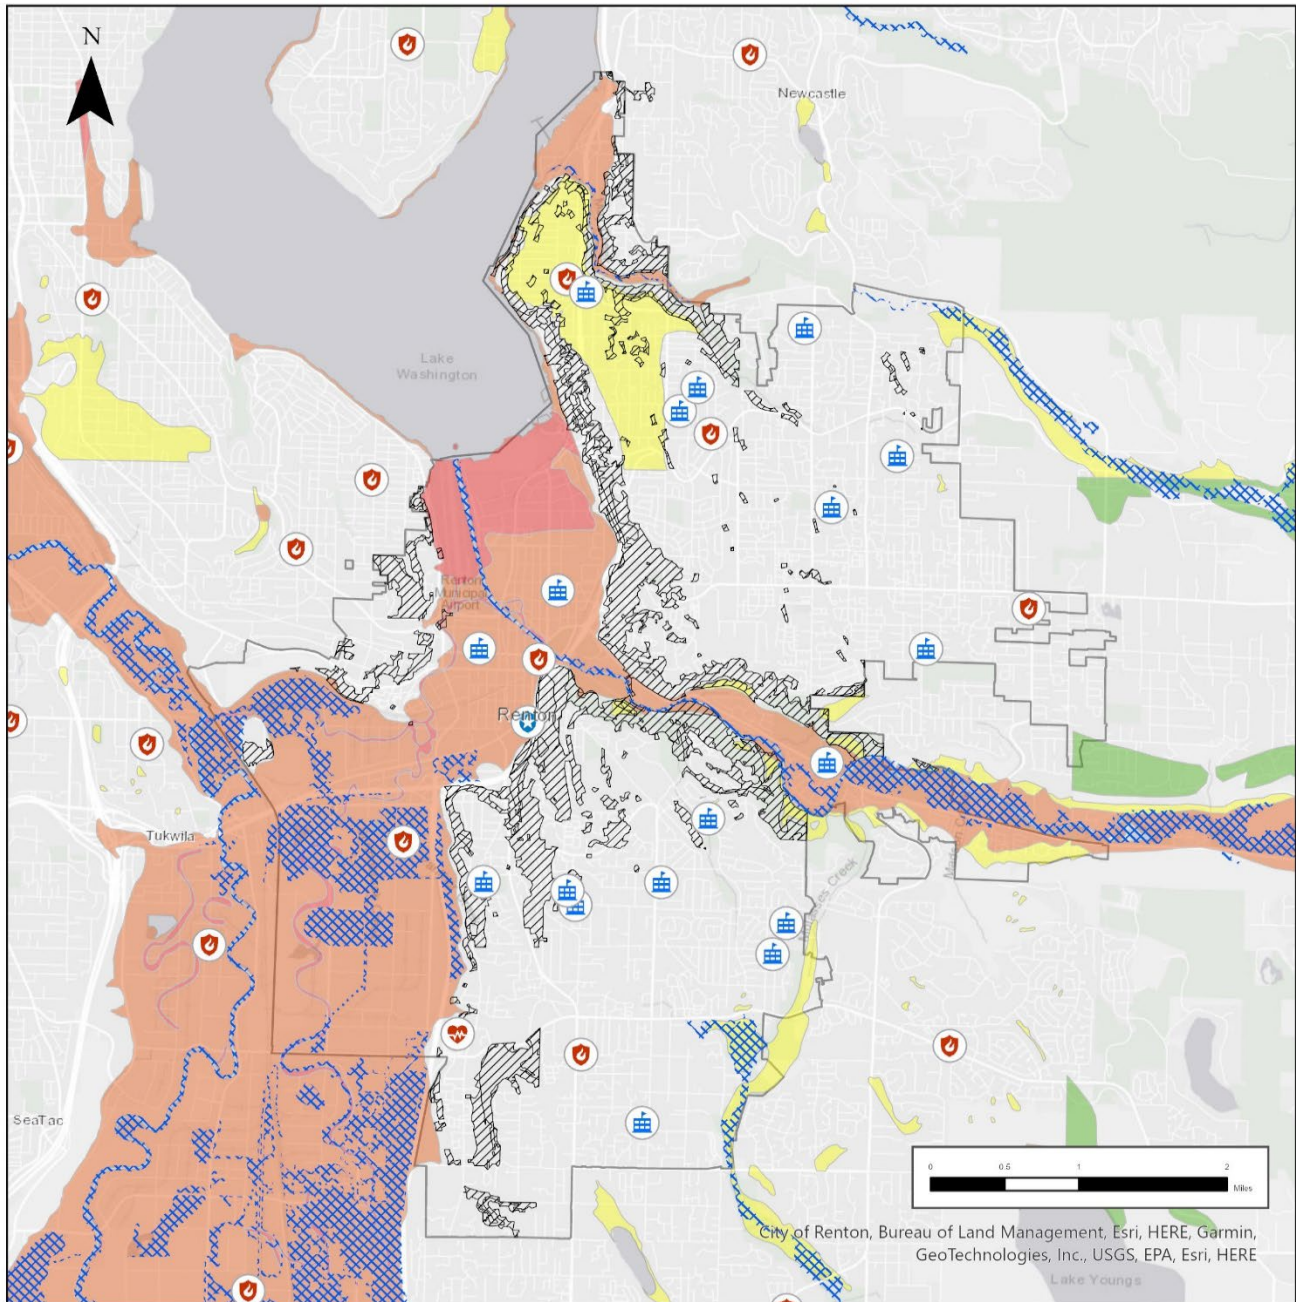 N
Newcastle
Lake
Washington
Renton
Municipal
Airport
Renton
Tukwila
Creek
SeaTac
0
0.5
1
2
Miles
City of Renton, Bureau of Land Management, Esri, HERE, Garmin,
GeoTechnologies, Inc., USGS, EPA, Esri, HERE
Lake Youngs